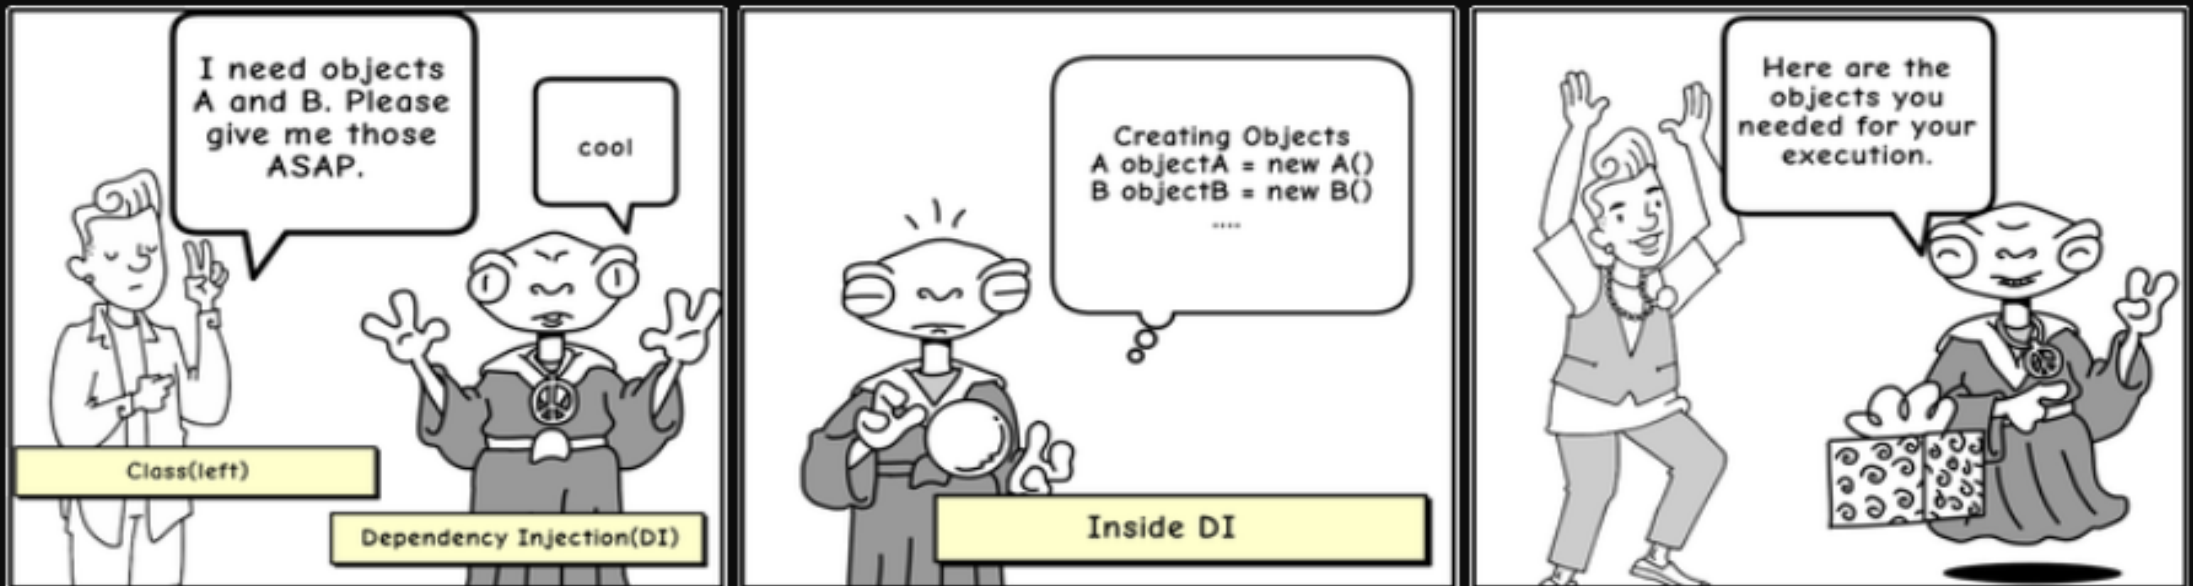 I need objects
A and B. Please
give me those
ASAP.
cool
Class(left)
Dependency Injection(DI)
Creating Objects
A objectA = new A()
B objectB = new B()
....
Inside DI
Here are the
objects you
needed for your
execution.